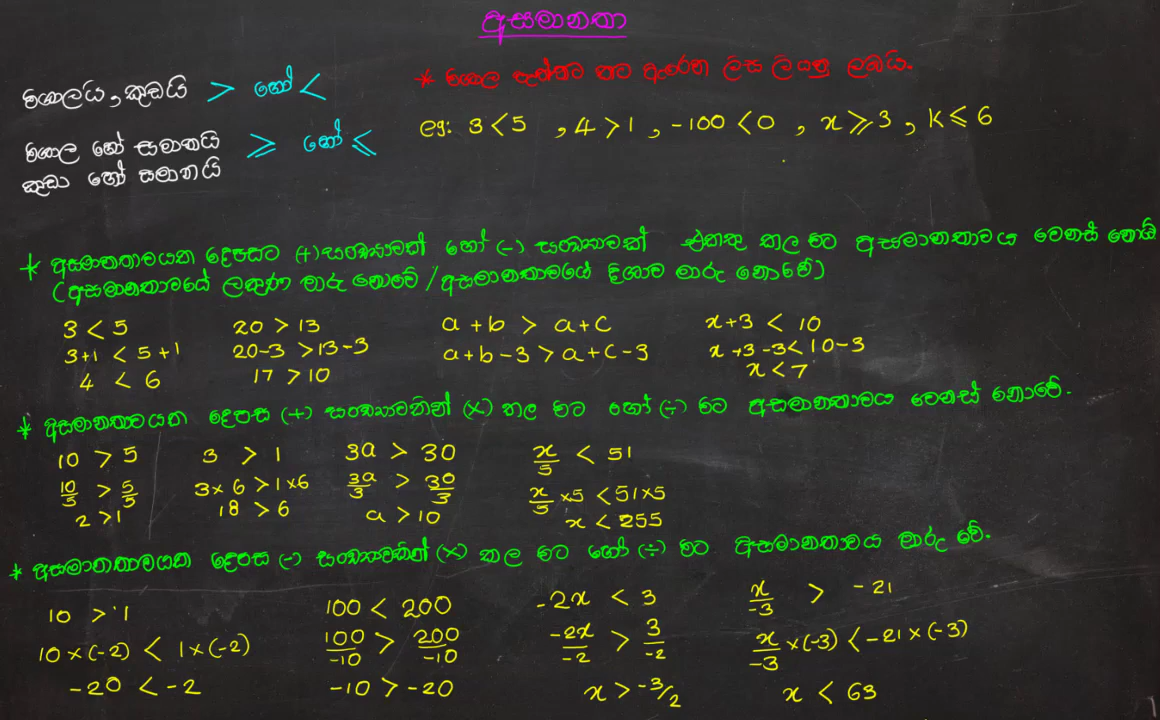 අසමානතා
විශාලයි, කුඩයි > හෝ <
* විශාල පැත්තට කට ඇරෙන ලෙස ලියනු ලබයි.
eg: 3 < 5 , 4 > 1 , -100 < 0 , x ≥ 3 , k ≤ 6
විශාල හෝ සමානයි ≥ හෝ ≤
කුඩා හෝ සමානයි
* අසමානතාවයක දෙපසට (+) සංඛ්‍යාවක් හෝ (-) සංඛ්‍යාවක් එකතු කල විට අසමානතාවය වෙනස් නොවේ
(අසමානතාවයේ ලකුණ මාරු නොවේ / අසමානතාවයේ දිශාව මාරු නොවේ)
3 < 5 20 > 13 a + b > a + c x + 3 < 10
3+1 < 5+1 20-3 > 13-3 a + b - 3 > a + c - 3 x + 3 - 3 < 10 - 3
4 < 6 17 > 10 x < 7
* අසමානතාවයක දෙපස (+) සංඛ්‍යාවකින් (×) කල විට හෝ (÷) විට අසමානතාවය වෙනස් නොවේ.
10 > 5 3 > 1 3a > 30 x/5 < 51
10/5 > 5/5 3×6 > 1×6 3a/3 > 30/3 x/5 ×5 < 51×5
2 > 1 18 > 6 a > 10 x < 255
* අසමානතාවයක දෙපස (-) සංඛ්‍යාවකින් (×) කල විට හෝ (÷) විට අසමානතාවය මාරු වේ.
10 > 1 100 < 200 -2x < 3 x/-3 > -21
10×(-2) < 1×(-2) 100/-10 > 200/-10 -2x/-2 > 3/-2 x/-3 ×(-3) < -21×(-3)
-20 < -2 -10 > -20 x > -3/2 x < 63